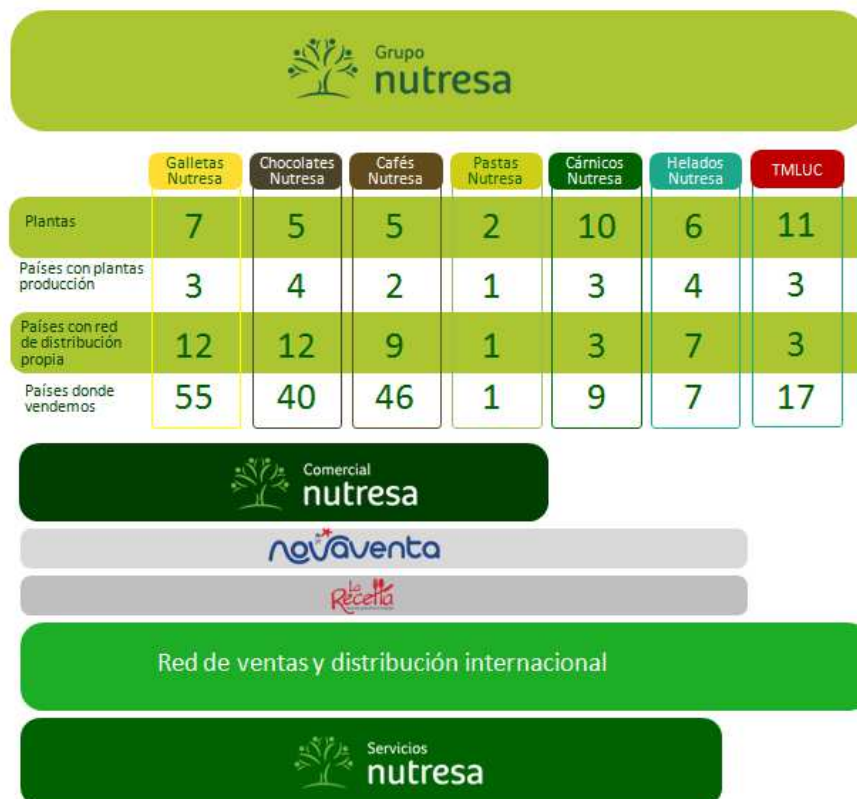 Grupo
nutresa
Galletas Nutresa
Chocolates Nutresa
Cafés Nutresa
Pastas Nutresa
Cárnicos Nutresa
Helados Nutresa
TMLUC
Plantas 7 5 5 2 10 6 11
Países con plantas
producción 3 4 2 1 3 4 3
Países con red
de distribución
propia 12 12 9 1 3 7 3
Países donde
vendemos 55 40 46 1 9 7 17
Comercial
nutresa
novaventa
La
Receta
Red de ventas y distribución internacional
Servicios
nutresa